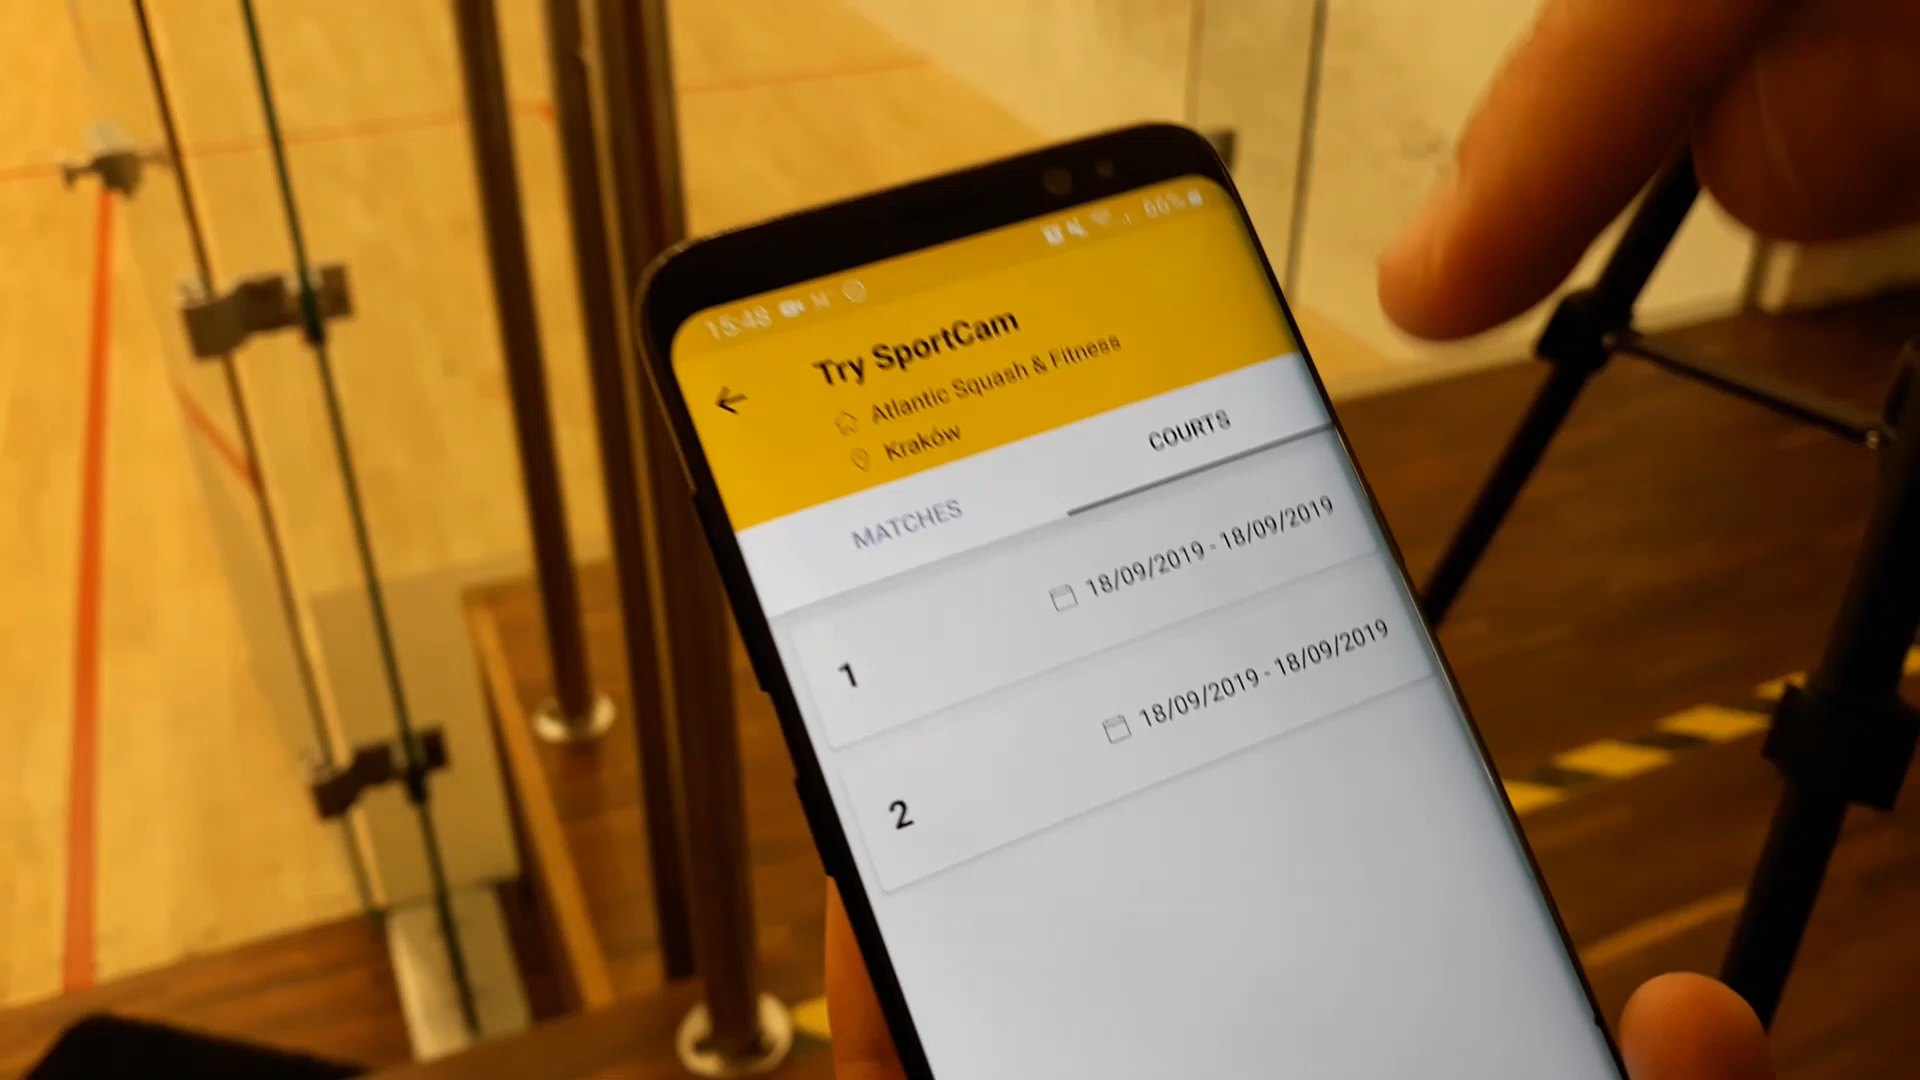 15:48
66%
Try SportCam
Atlantic Squash & Fitness
Kraków
MATCHES
COURTS
18/09/2019 - 18/09/2019
1
18/09/2019 - 18/09/2019
2